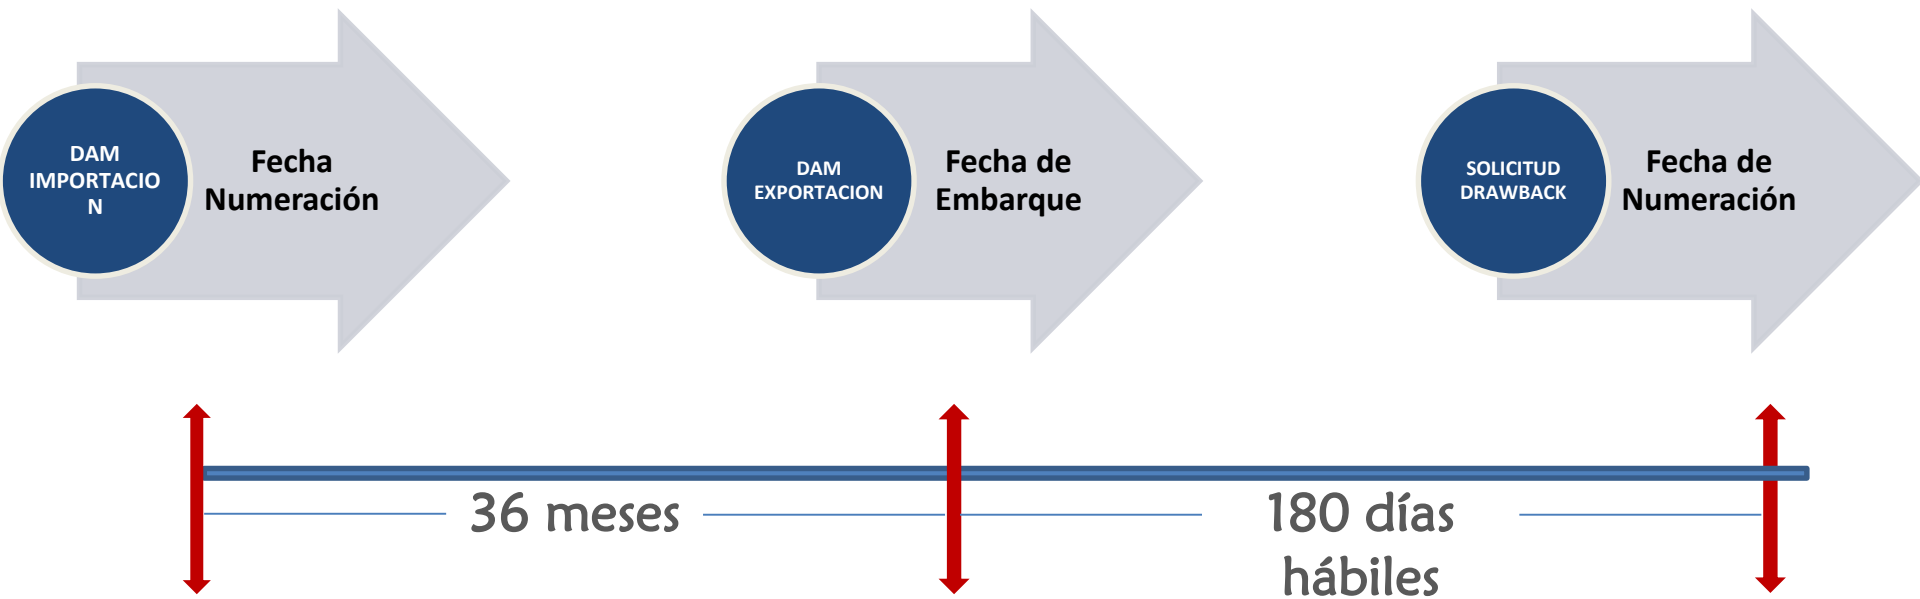 DAM
IMPORTACIO
N
Fecha
Numeración
DAM
EXPORTACION
Fecha de
Embarque
SOLICITUD
DRAWBACK
Fecha de
Numeración
36 meses
180 días
hábiles